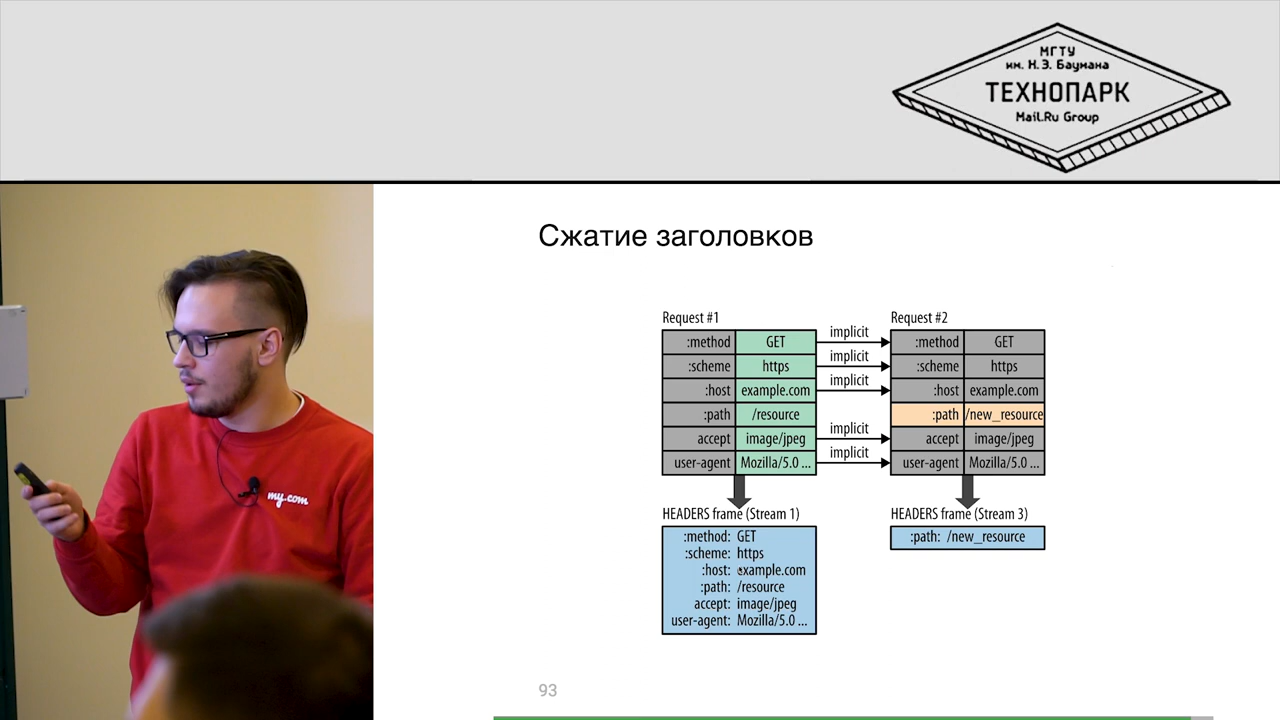 МГТУ
им. Н.Э. Баумана
ТЕХНОПАРК
Mail.Ru Group
Сжатие заголовков
Request #1
:method GET
:scheme https
:host example.com
:path /resource
accept image/jpeg
user-agent Mozilla/5.0 ...
implicit
implicit
implicit
implicit
implicit
Request #2
:method GET
:scheme https
:host example.com
:path /new_resource
accept image/jpeg
user-agent Mozilla/5.0 ...
HEADERS frame (Stream 1)
:method: GET
:scheme: https
:host: example.com
:path: /resource
accept: image/jpeg
user-agent: Mozilla/5.0 ...
HEADERS frame (Stream 3)
:path: /new_resource
my.com
93